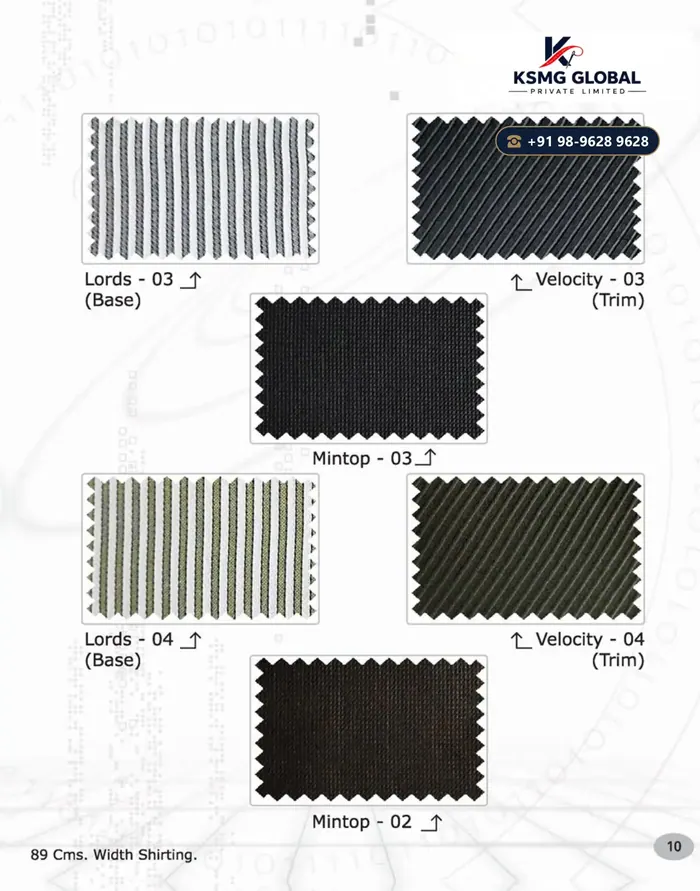 KSMG GLOBAL
PRIVATE LIMITED
+91 98-9628 9628
Lords - 03
(Base)
Velocity - 03
(Trim)
Mintop - 03
Lords - 04
(Base)
Velocity - 04
(Trim)
Mintop - 02
89 Cms. Width Shirting.
10